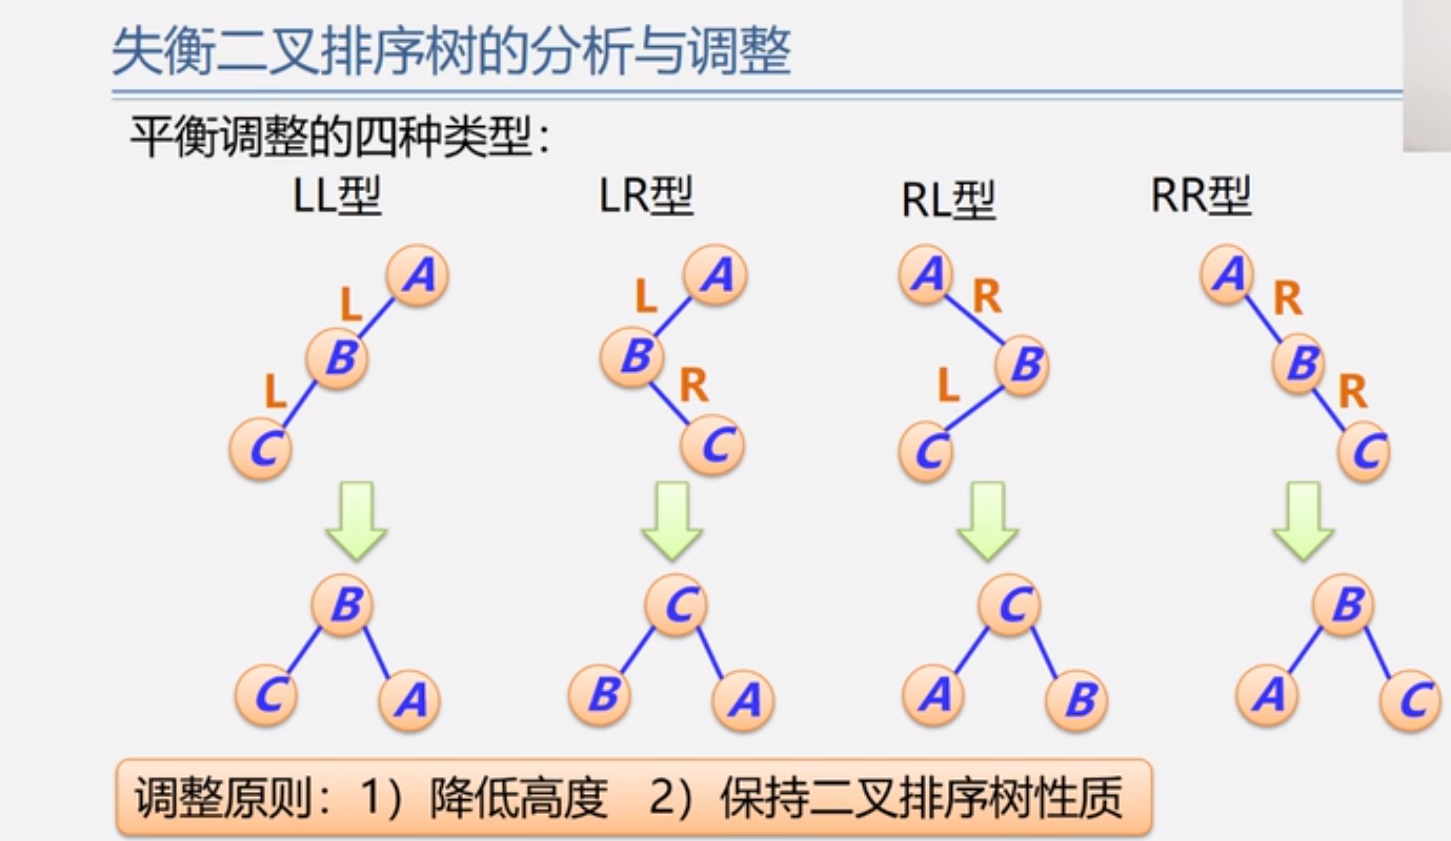 失衡二叉排序树的分析与调整
平衡调整的四种类型：
LL型 LR型 RL型 RR型
A A A A
L L R R
B B B B
L R L R
C C C C
B C C B
C A B A A B A C
调整原则：1）降低高度 2）保持二叉排序树性质